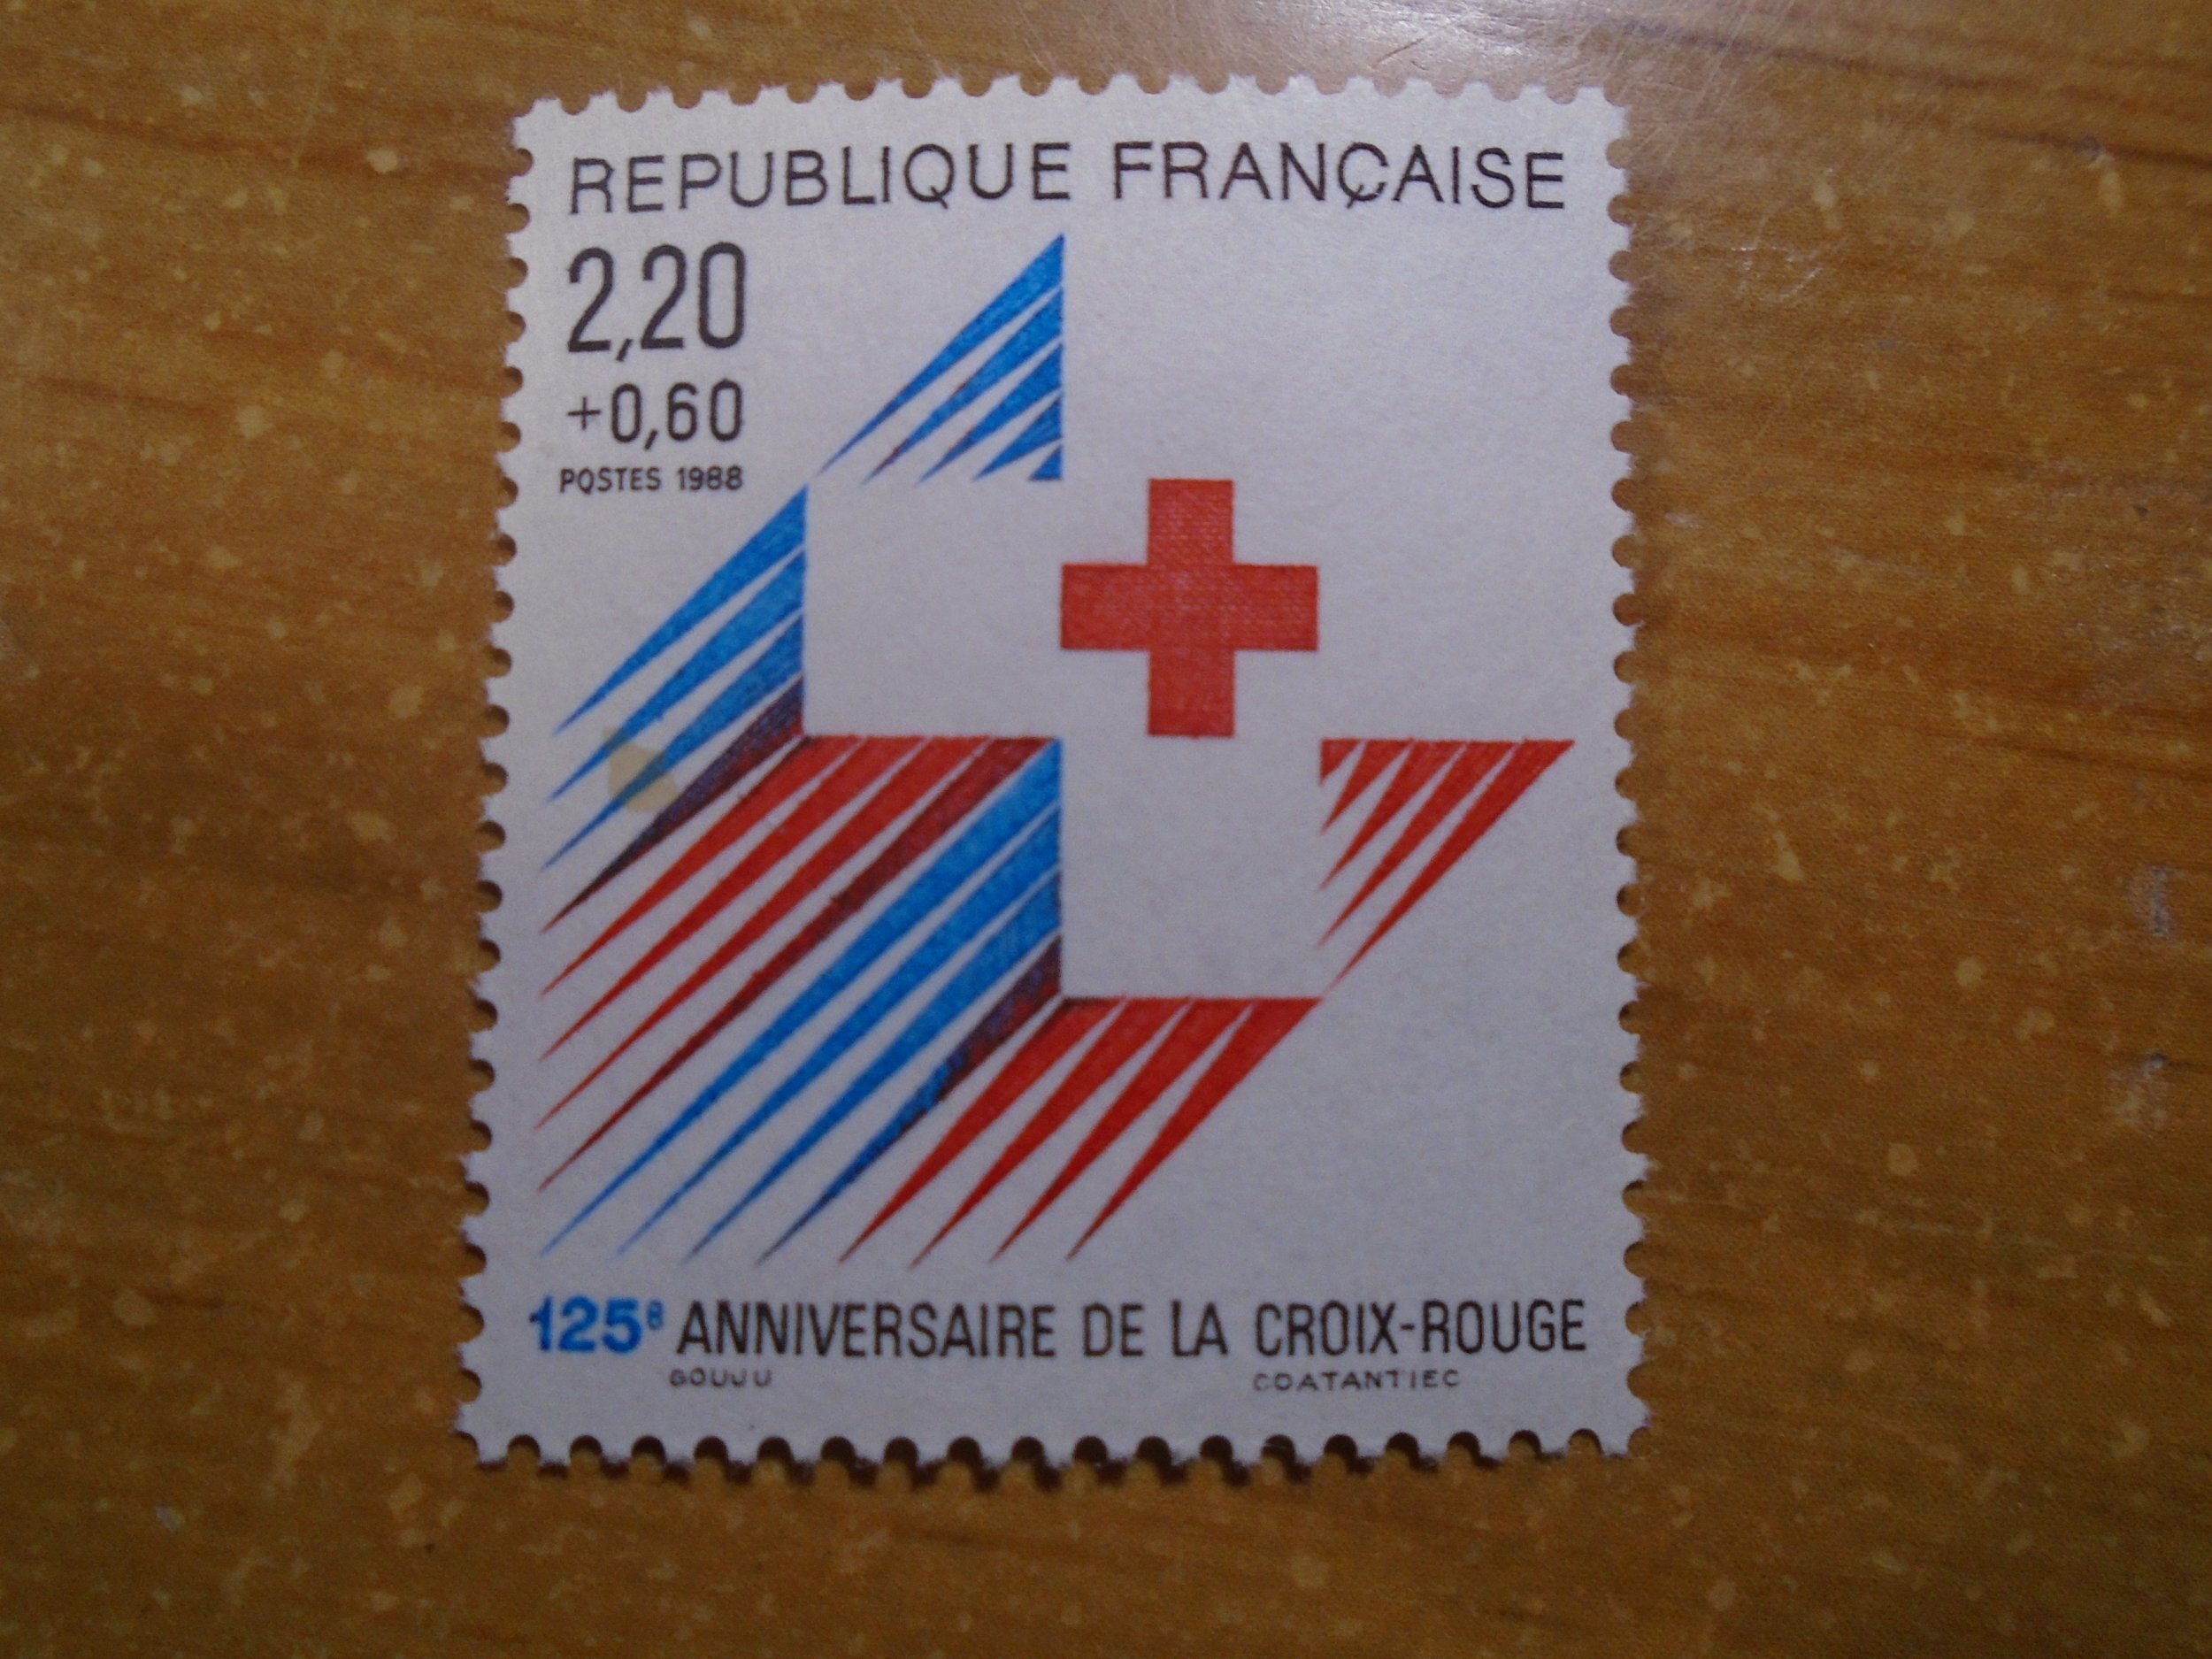 REPUBLIQUE FRANÇAISE
2,20
+0,60
POSTES 1988
125e ANNIVERSAIRE DE LA CROIX-ROUGE
GOUJU COATANTIEC